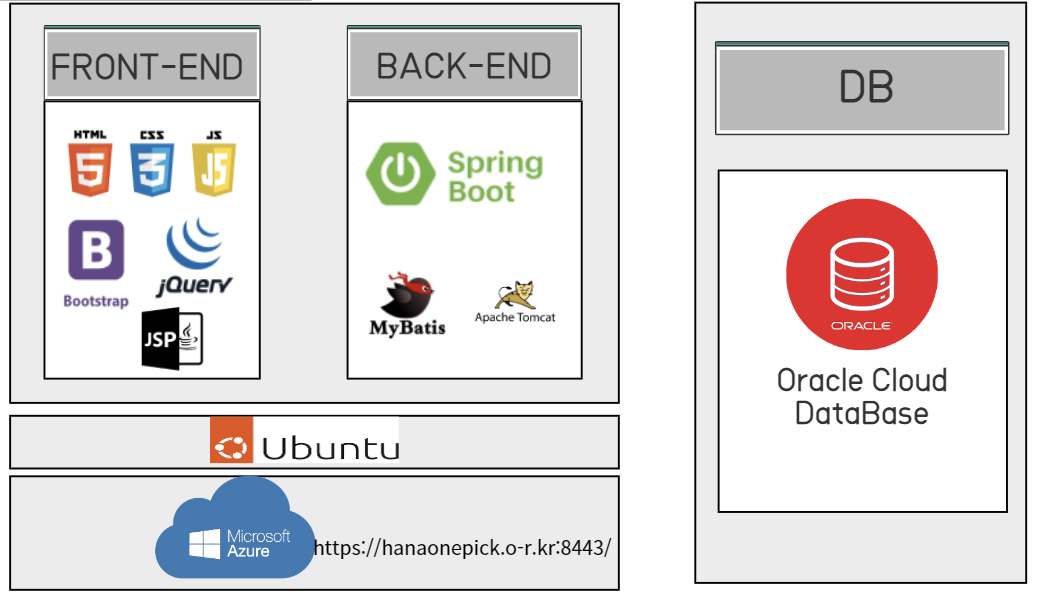 FRONT-END
HTML
5
CSS
3
JS
JS
B
Bootstrap
jQuery
JSP
BACK-END
Spring
Boot
MyBatis
Apache Tomcat
Ubuntu
Microsoft
Azure
https://hanaonepick.o-r.kr:8443/
DB
ORACLE
Oracle Cloud
DataBase